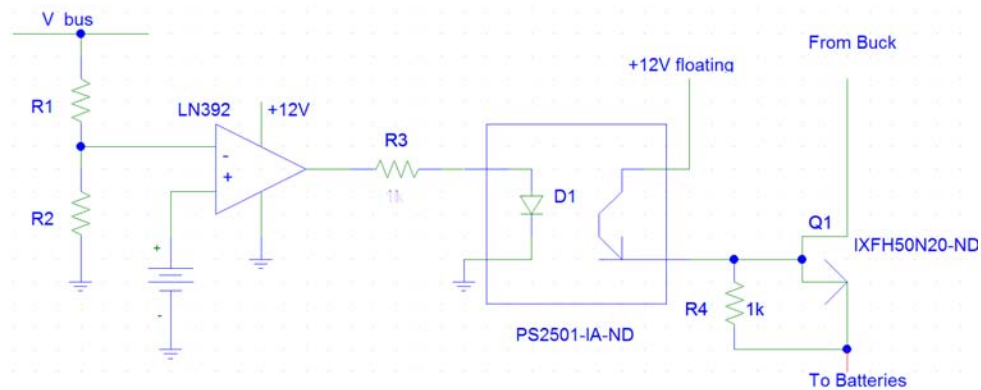 V bus
From Buck
+12V floating
R1
LN392
+12V
R3
-
+
1k
D1
R2
Q1
IXFH50N20-ND
+
R4
1k
-
PS2501-IA-ND
To Batteries